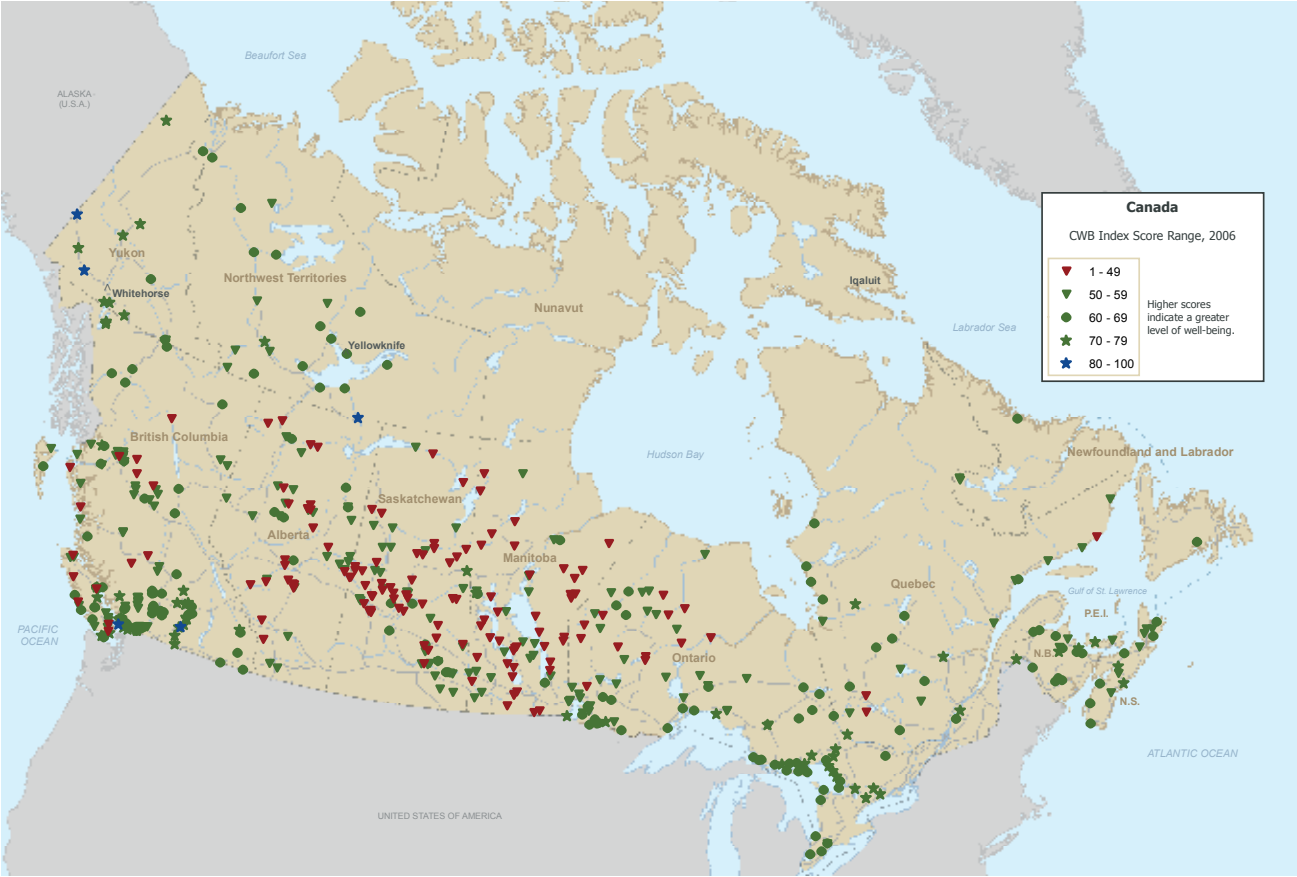 Beaufort Sea
ALASKA
(U.S.A.)
Canada
CWB Index Score Range, 2006
1 - 49
50 - 59
60 - 69
70 - 79
80 - 100
Higher scores
indicate a greater
level of well-being.
Yukon
Whitehorse
Northwest Territories
Nunavut
Iqaluit
Labrador Sea
Yellowknife
British Columbia
Hudson Bay
Newfoundland and Labrador
Saskatchewan
Alberta
Manitoba
Quebec
Gulf of St. Lawrence
P.E.I.
PACIFIC
OCEAN
Ontario
N.B.
N.S.
ATLANTIC OCEAN
UNITED STATES OF AMERICA